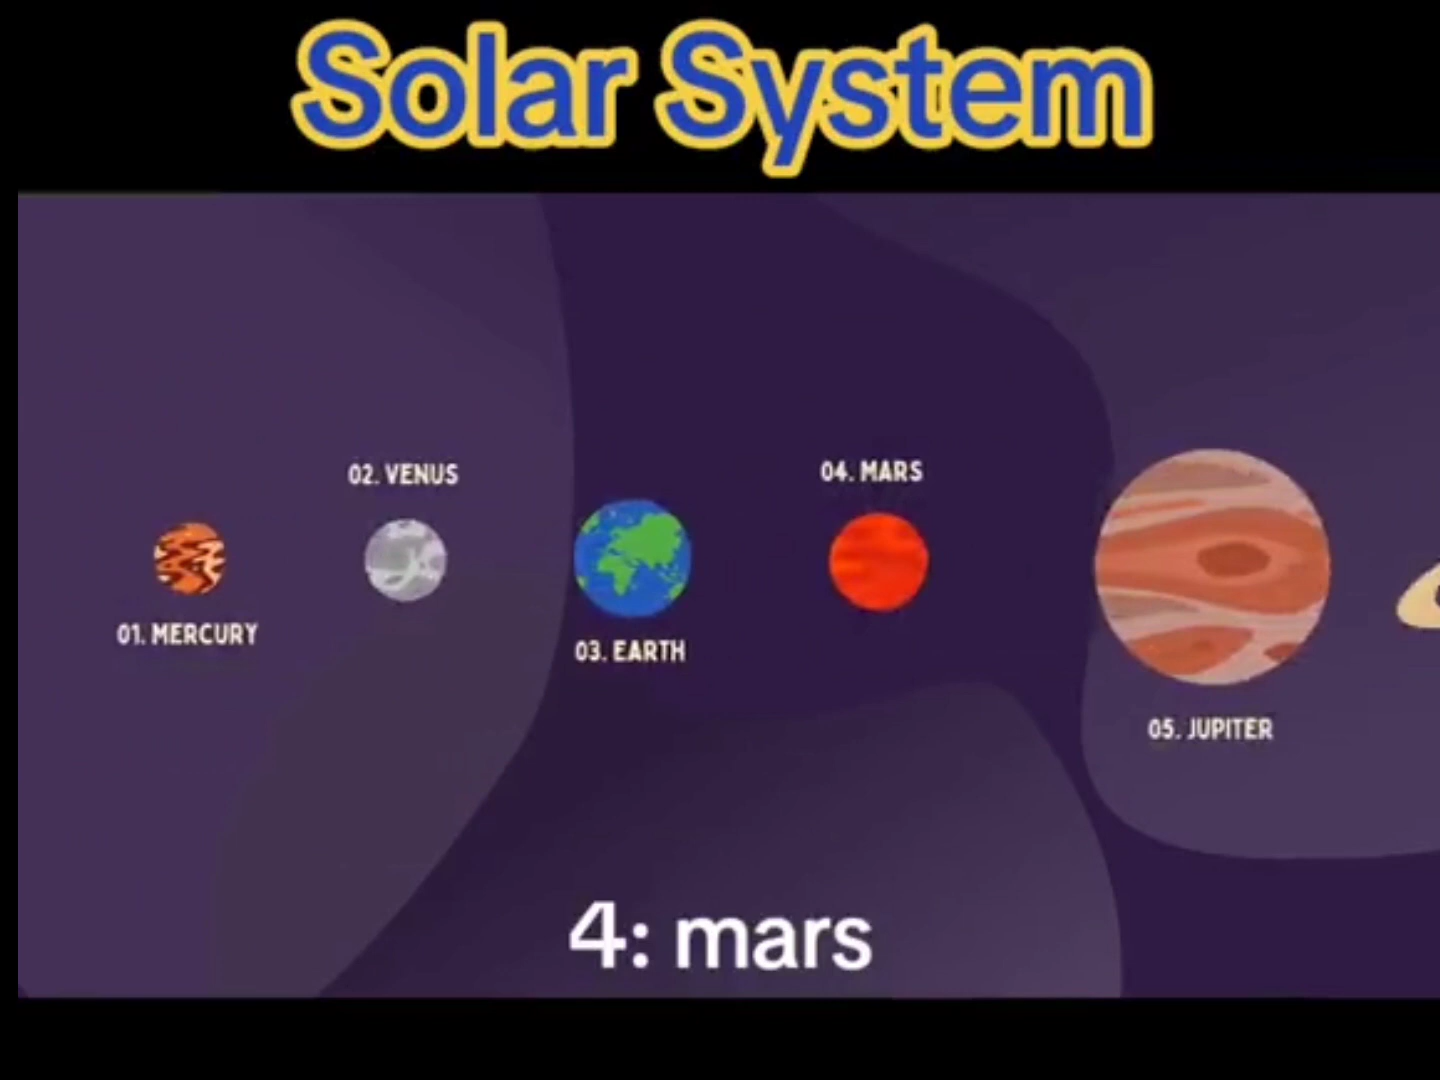 Solar System
02. VENUS
04. MARS
01. MERCURY
03. EARTH
05. JUPITER
4: mars